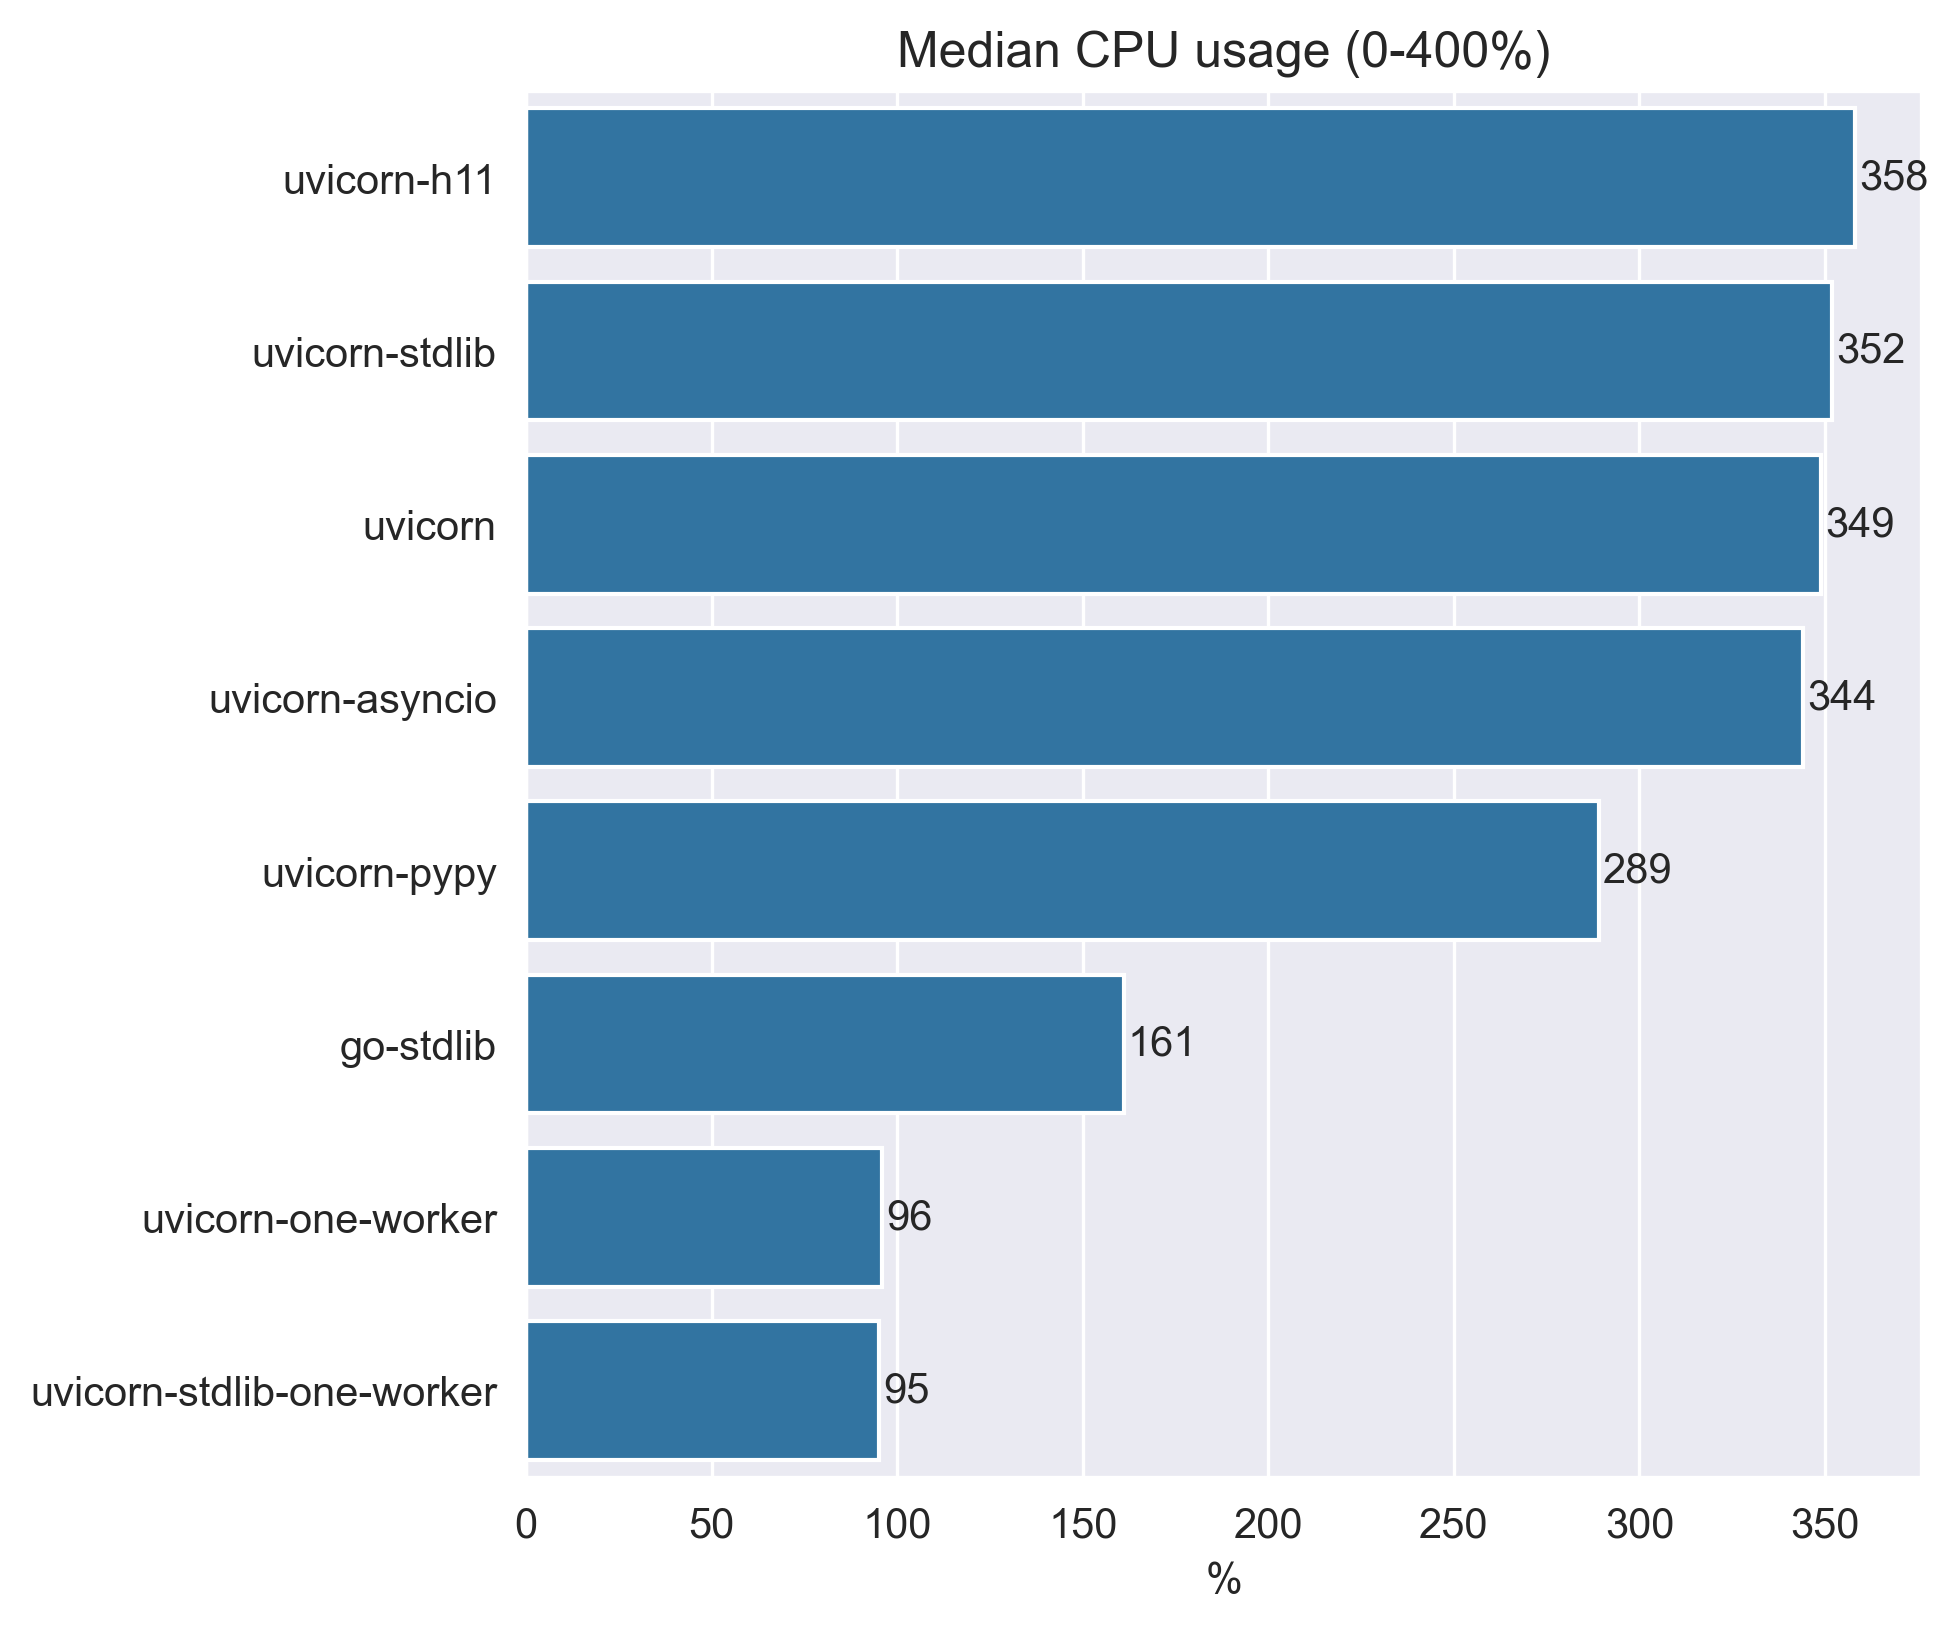 Median CPU usage (0-400%)
uvicorn-h11 358
uvicorn-stdlib 352
uvicorn 349
uvicorn-asyncio 344
uvicorn-pypy 289
go-stdlib 161
uvicorn-one-worker 96
uvicorn-stdlib-one-worker 95
0 50 100 150 200 250 300 350
%